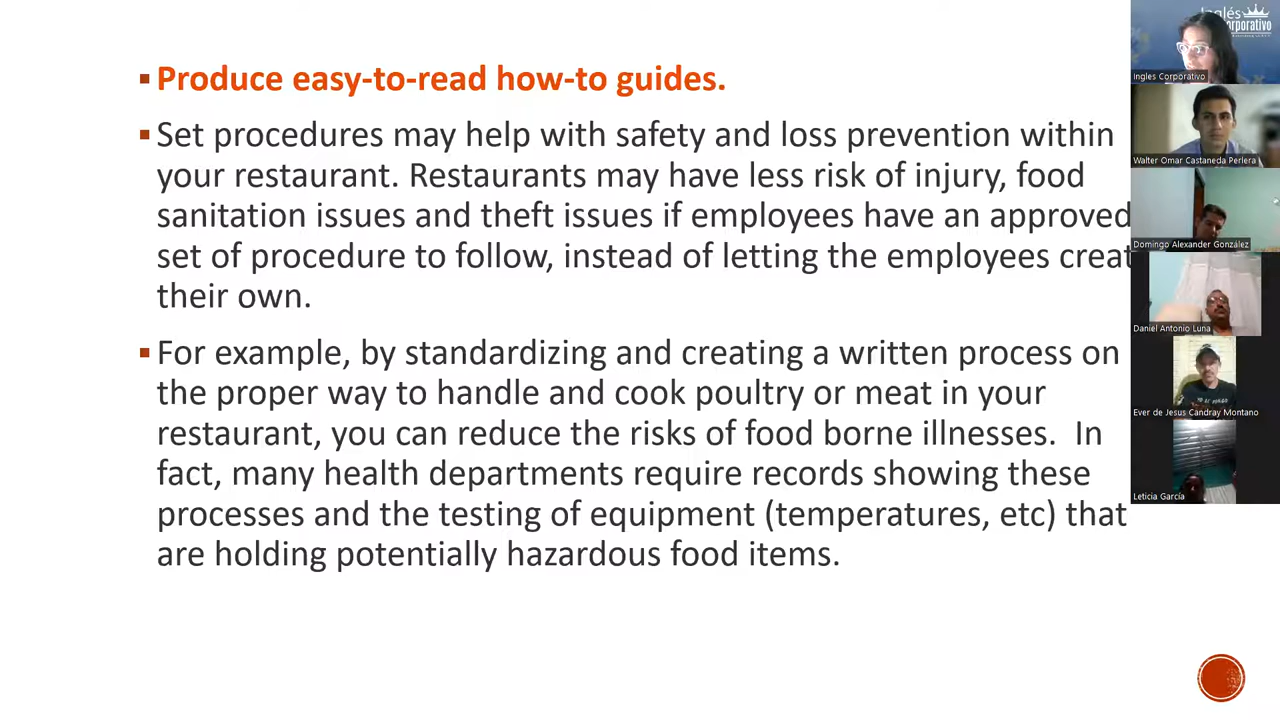 Produce easy-to-read how-to guides.
Set procedures may help with safety and loss prevention within
your restaurant. Restaurants may have less risk of injury, food
sanitation issues and theft issues if employees have an approved
set of procedure to follow, instead of letting the employees creat
their own.
For example, by standardizing and creating a written process on
the proper way to handle and cook poultry or meat in your
restaurant, you can reduce the risks of food borne illnesses. In
fact, many health departments require records showing these
processes and the testing of equipment (temperatures, etc) that
are holding potentially hazardous food items.
Inglés
Corporativo
Ingles Corporativo
Walter Omar Castaneda Perlera
Domingo Alexander González
Daniel Antonio Luna
Ever de Jesus Candray Montano
Leticia García